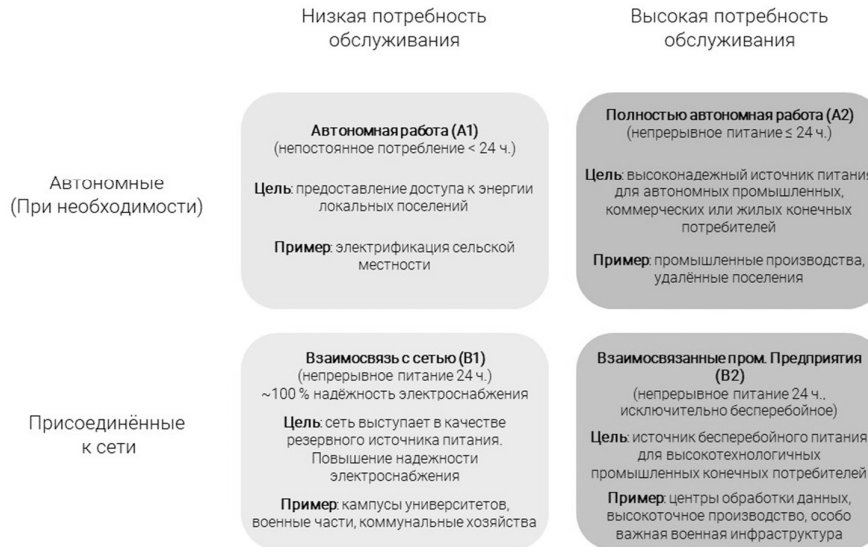 Низкая потребность
обслуживания
Высокая потребность
обслуживания
Автономные
(При необходимости)
Автономная работа (А1)
(непостоянное потребление < 24 ч.)
Цель: предоставление доступа к энергии
локальных поселений
Пример: электрификация сельской
местности
Полностью автономная работа (А2)
(непрерывное питание ≤ 24 ч.)
Цель: высоконадежный источник питания
для автономных промышленных,
коммерческих или жилых конечных
потребителей
Пример: промышленные производства,
удалённые поселения
Присоединённые
к сети
Взаимосвязь с сетью (В1)
(непрерывное питание 24 ч.)
~100 % надёжность электроснабжения
Цель: сеть выступает в качестве
резервного источника питания.
Повышение надежности
электроснабжения
Пример: кампусы университетов,
военные части, коммунальные хозяйства
Взаимосвязанные пром. Предприятия
(В2)
(непрерывное питание 24 ч.,
исключительно бесперебойное)
Цель: источник бесперебойного питания
для высокотехнологичных
промышленных конечных потребителей
Пример: центры обработки данных,
высокоточное производство, особо
важная военная инфраструктура